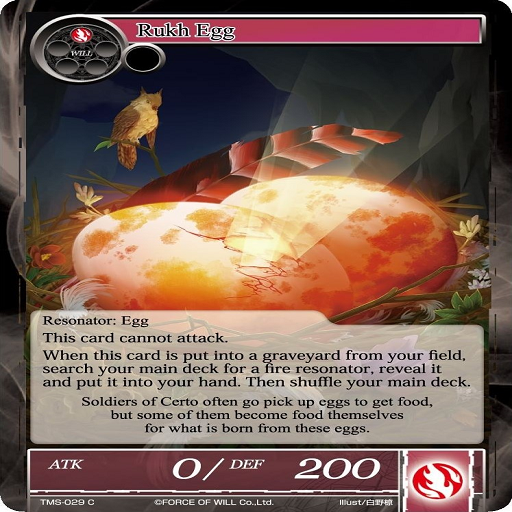 Rukh Egg
WILL
Resonator: Egg
This card cannot attack.
When this card is put into a graveyard from your field,
search your main deck for a fire resonator, reveal it
and put it into your hand. Then shuffle your main deck.
Soldiers of Certo often go pick up eggs to get food,
but some of them become food themselves
for what is born from these eggs.
ATK 0/ DEF 200
TMS-029 C ©FORCE OF WILL Co.,Ltd. Illust/白野椋